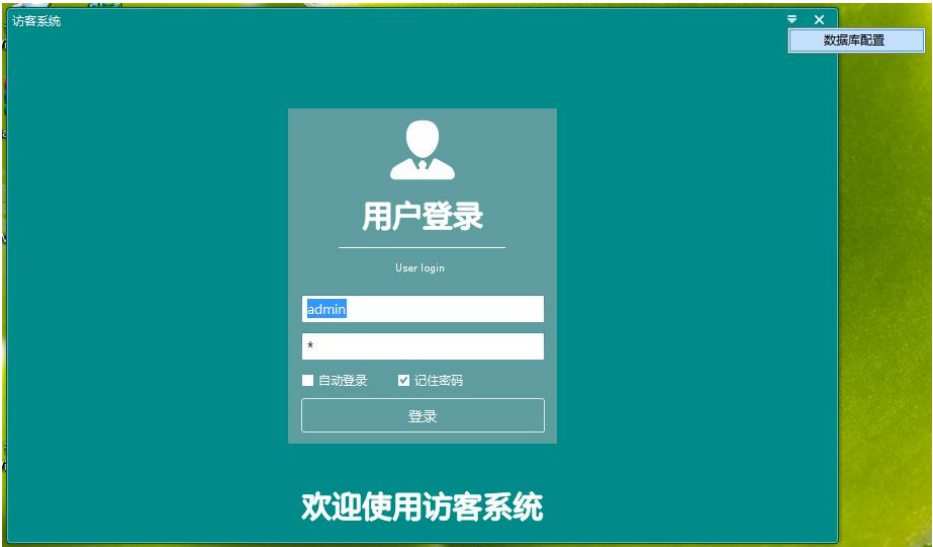 访客系统
数据库配置
用户登录
User login
admin
*
自动登录
记住密码
登录
欢迎使用访客系统